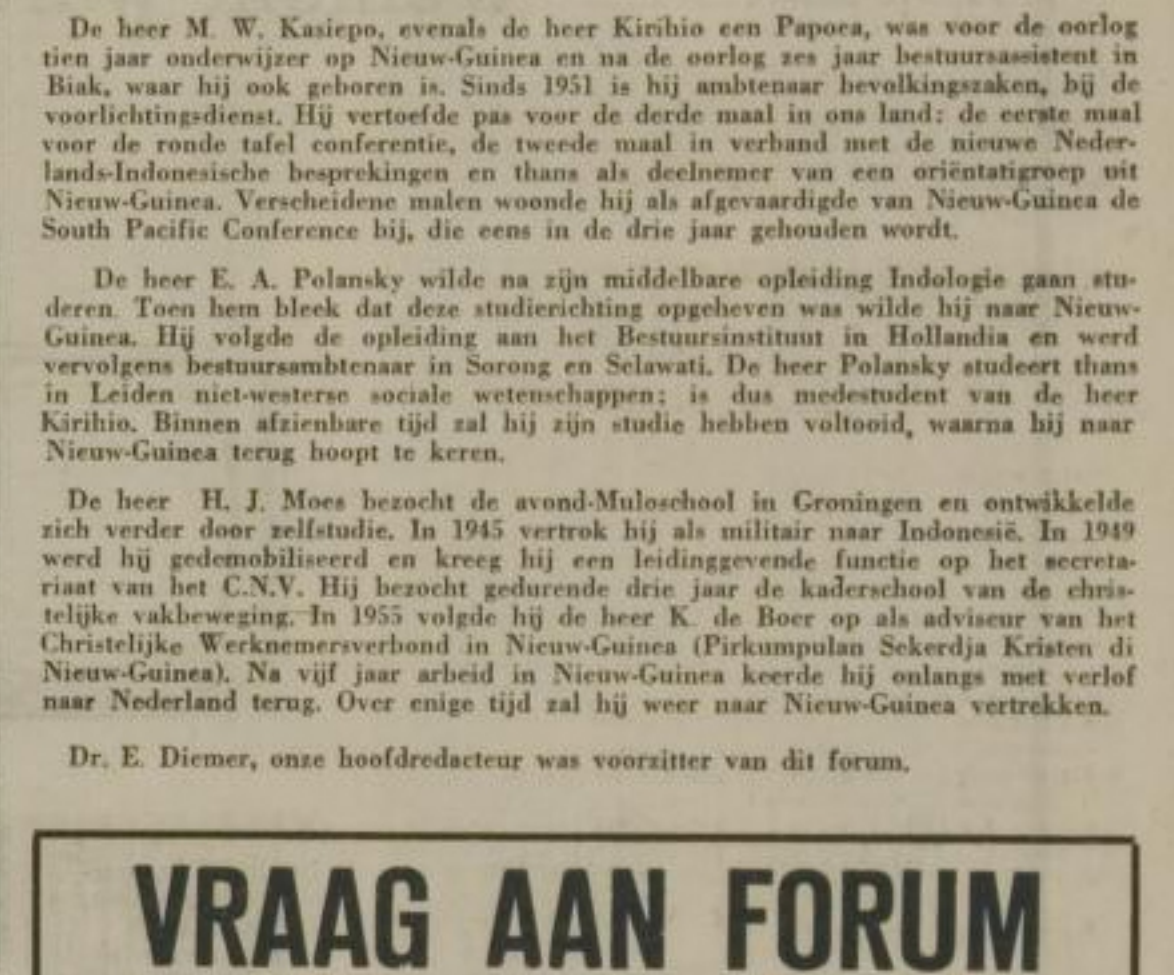 De heer M. W. Kasiepo, evenals de heer Kirihio een Papoea, was voor de oorlog
tien jaar onderwijzer op Nieuw-Guinea en na de oorlog zes jaar bestuursassistent in
Biak, waar hij ook geboren is. Sinds 1951 is hij ambtenaar bevolkingszaken, bij de
voorlichtingsdienst. Hij vertoefde pas voor de derde maal in ons land: de eerste maal
voor de ronde tafel conferentie, de tweede maal in verband met de nieuwe Neder-
lands-Indonesische besprekingen en thans als deelnemer van een oriëntatigroep uit
Nieuw-Guinea. Verscheidene malen woonde hij als afgevaardigde van Nieuw-Guinea de
South Pacific Conference bij, die eens in de drie jaar gehouden wordt.
De heer E. A. Polansky wilde na zijn middelbare opleiding Indologie gaan stu-
deren. Toen hem bleek dat deze studierichting opgeheven was wilde hij naar Nieuw-
Guinea. Hij volgde de opleiding aan het Bestuursinstituut in Hollandia en werd
vervolgens bestuursambtenaar in Sorong en Selawati. De heer Polansky studeert thans
in Leiden niet-westerse sociale wetenschappen; is dus medestudent van de heer
Kirihio. Binnen afzienbare tijd zal hij zijn studie hebben voltooid, waarna hij naar
Nieuw-Guinea terug hoopt te keren.
De heer H. J. Moes bezocht de avond-Muloschool in Groningen en ontwikkelde
zich verder door zelfstudie. In 1945 vertrok hij als militair naar Indonesië. In 1949
werd hij gedemobiliseerd en kreeg hij een leidinggevende functie op het secreta-
riaat van het C.N.V. Hij bezocht gedurende drie jaar de kaderschool van de chris-
telijke vakbeweging. In 1955 volgde hij de heer K. de Boer op als adviseur van het
Christelijke Werknemersverbond in Nieuw-Guinea (Pirkumpulan Sekerdja Kristen di
Nieuw-Guinea). Na vijf jaar arbeid in Nieuw-Guinea keerde hij onlangs met verlof
naar Nederland terug. Over enige tijd zal hij weer naar Nieuw-Guinea vertrekken.
Dr. E. Diemer, onze hoofdredacteur was voorzitter van dit forum.
VRAAG AAN FORUM